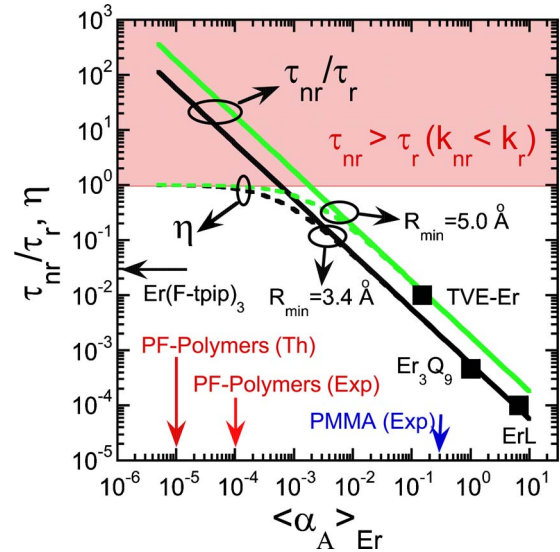 10³
10²
10¹
10⁰
10⁻¹
10⁻²
10⁻³
10⁻⁴
10⁻⁵
τnr/τr, η
τnr/τr
τnr > τr (knr < kr)
η
Rmin=5.0 Å
Er(F-tpip)3
Rmin=3.4 Å
TVE-Er
PF-Polymers (Th)
Er3Q9
PF-Polymers (Exp)
PMMA (Exp)
ErL
10⁻⁶ 10⁻⁵ 10⁻⁴ 10⁻³ 10⁻² 10⁻¹ 10⁰ 10¹
<αA>Er